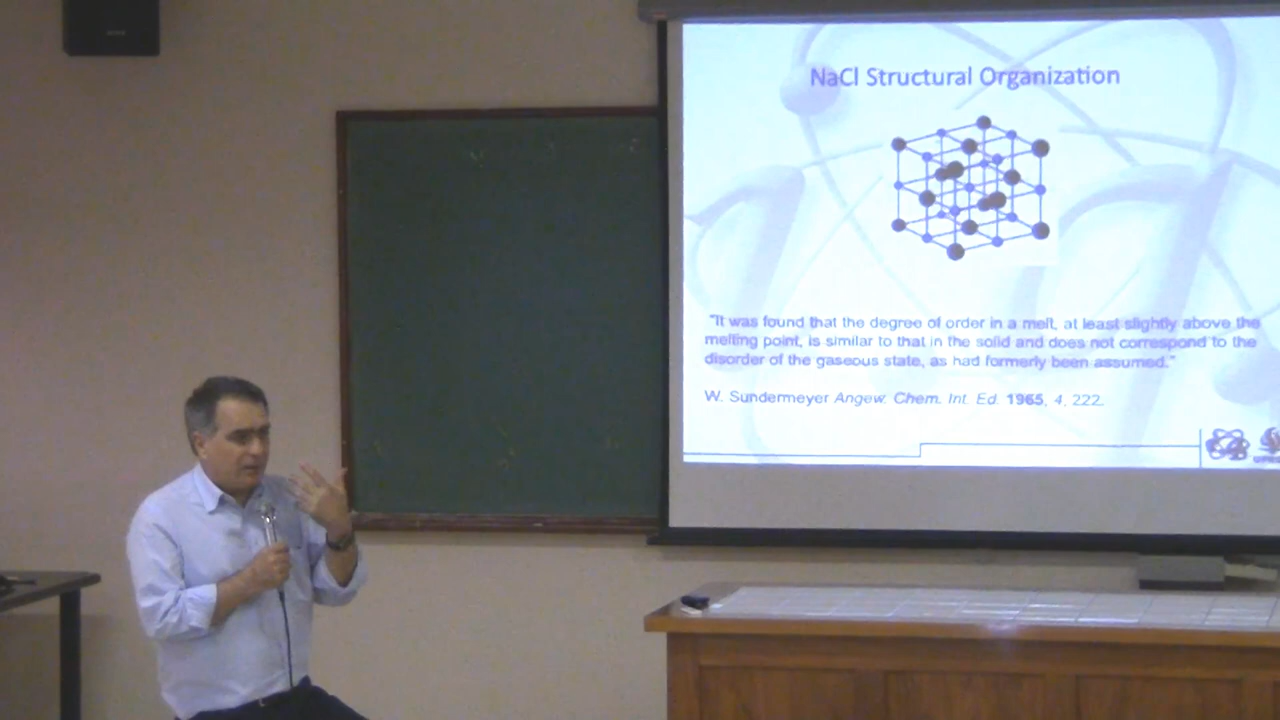 NaCl Structural Organization
"It was found that the degree of order in a melt, at least slightly above the
melting point, is similar to that in the solid and does not correspond to the
disorder of the gaseous state, as had formerly been assumed."
W. Sundermeyer Angew. Chem. Int. Ed. 1965, 4, 222.